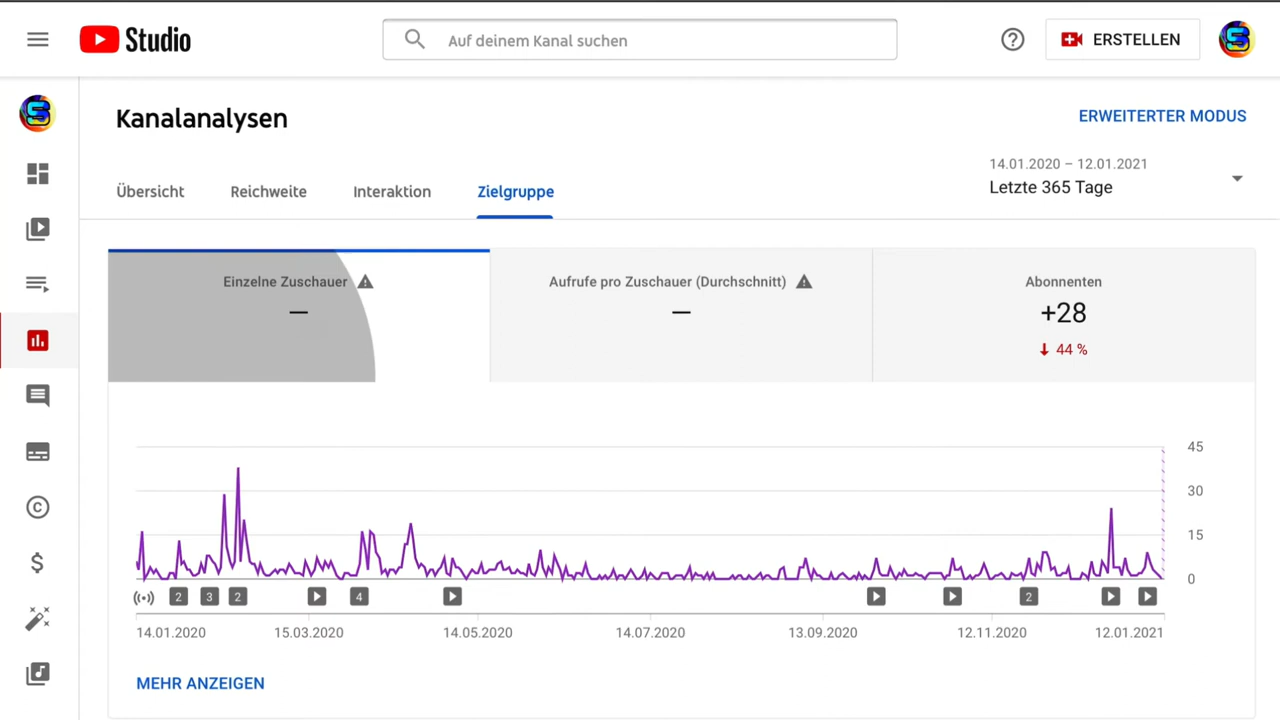 Studio
Auf deinem Kanal suchen
ERSTELLEN
Kanalanalysen
ERWEITERTER MODUS
14.01.2020 – 12.01.2021
Letzte 365 Tage
Übersicht
Reichweite
Interaktion
Zielgruppe
Einzelne Zuschauer
—
Aufrufe pro Zuschauer (Durchschnitt)
—
Abonnenten
+28
44 %
45
30
15
0
2
3
2
4
2
14.01.2020
15.03.2020
14.05.2020
14.07.2020
13.09.2020
12.11.2020
12.01.2021
MEHR ANZEIGEN